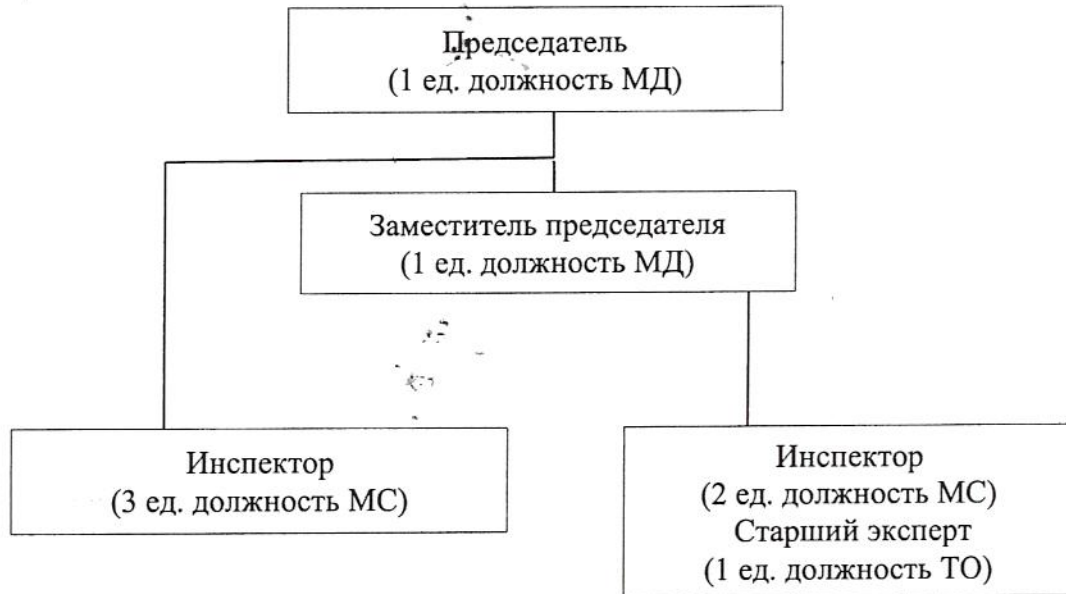 Председатель
(1 ед. должность МД)
Заместитель председателя
(1 ед. должность МД)
Инспектор
(3 ед. должность МС)
Инспектор
(2 ед. должность МС)
Старший эксперт
(1 ед. должность ТО)